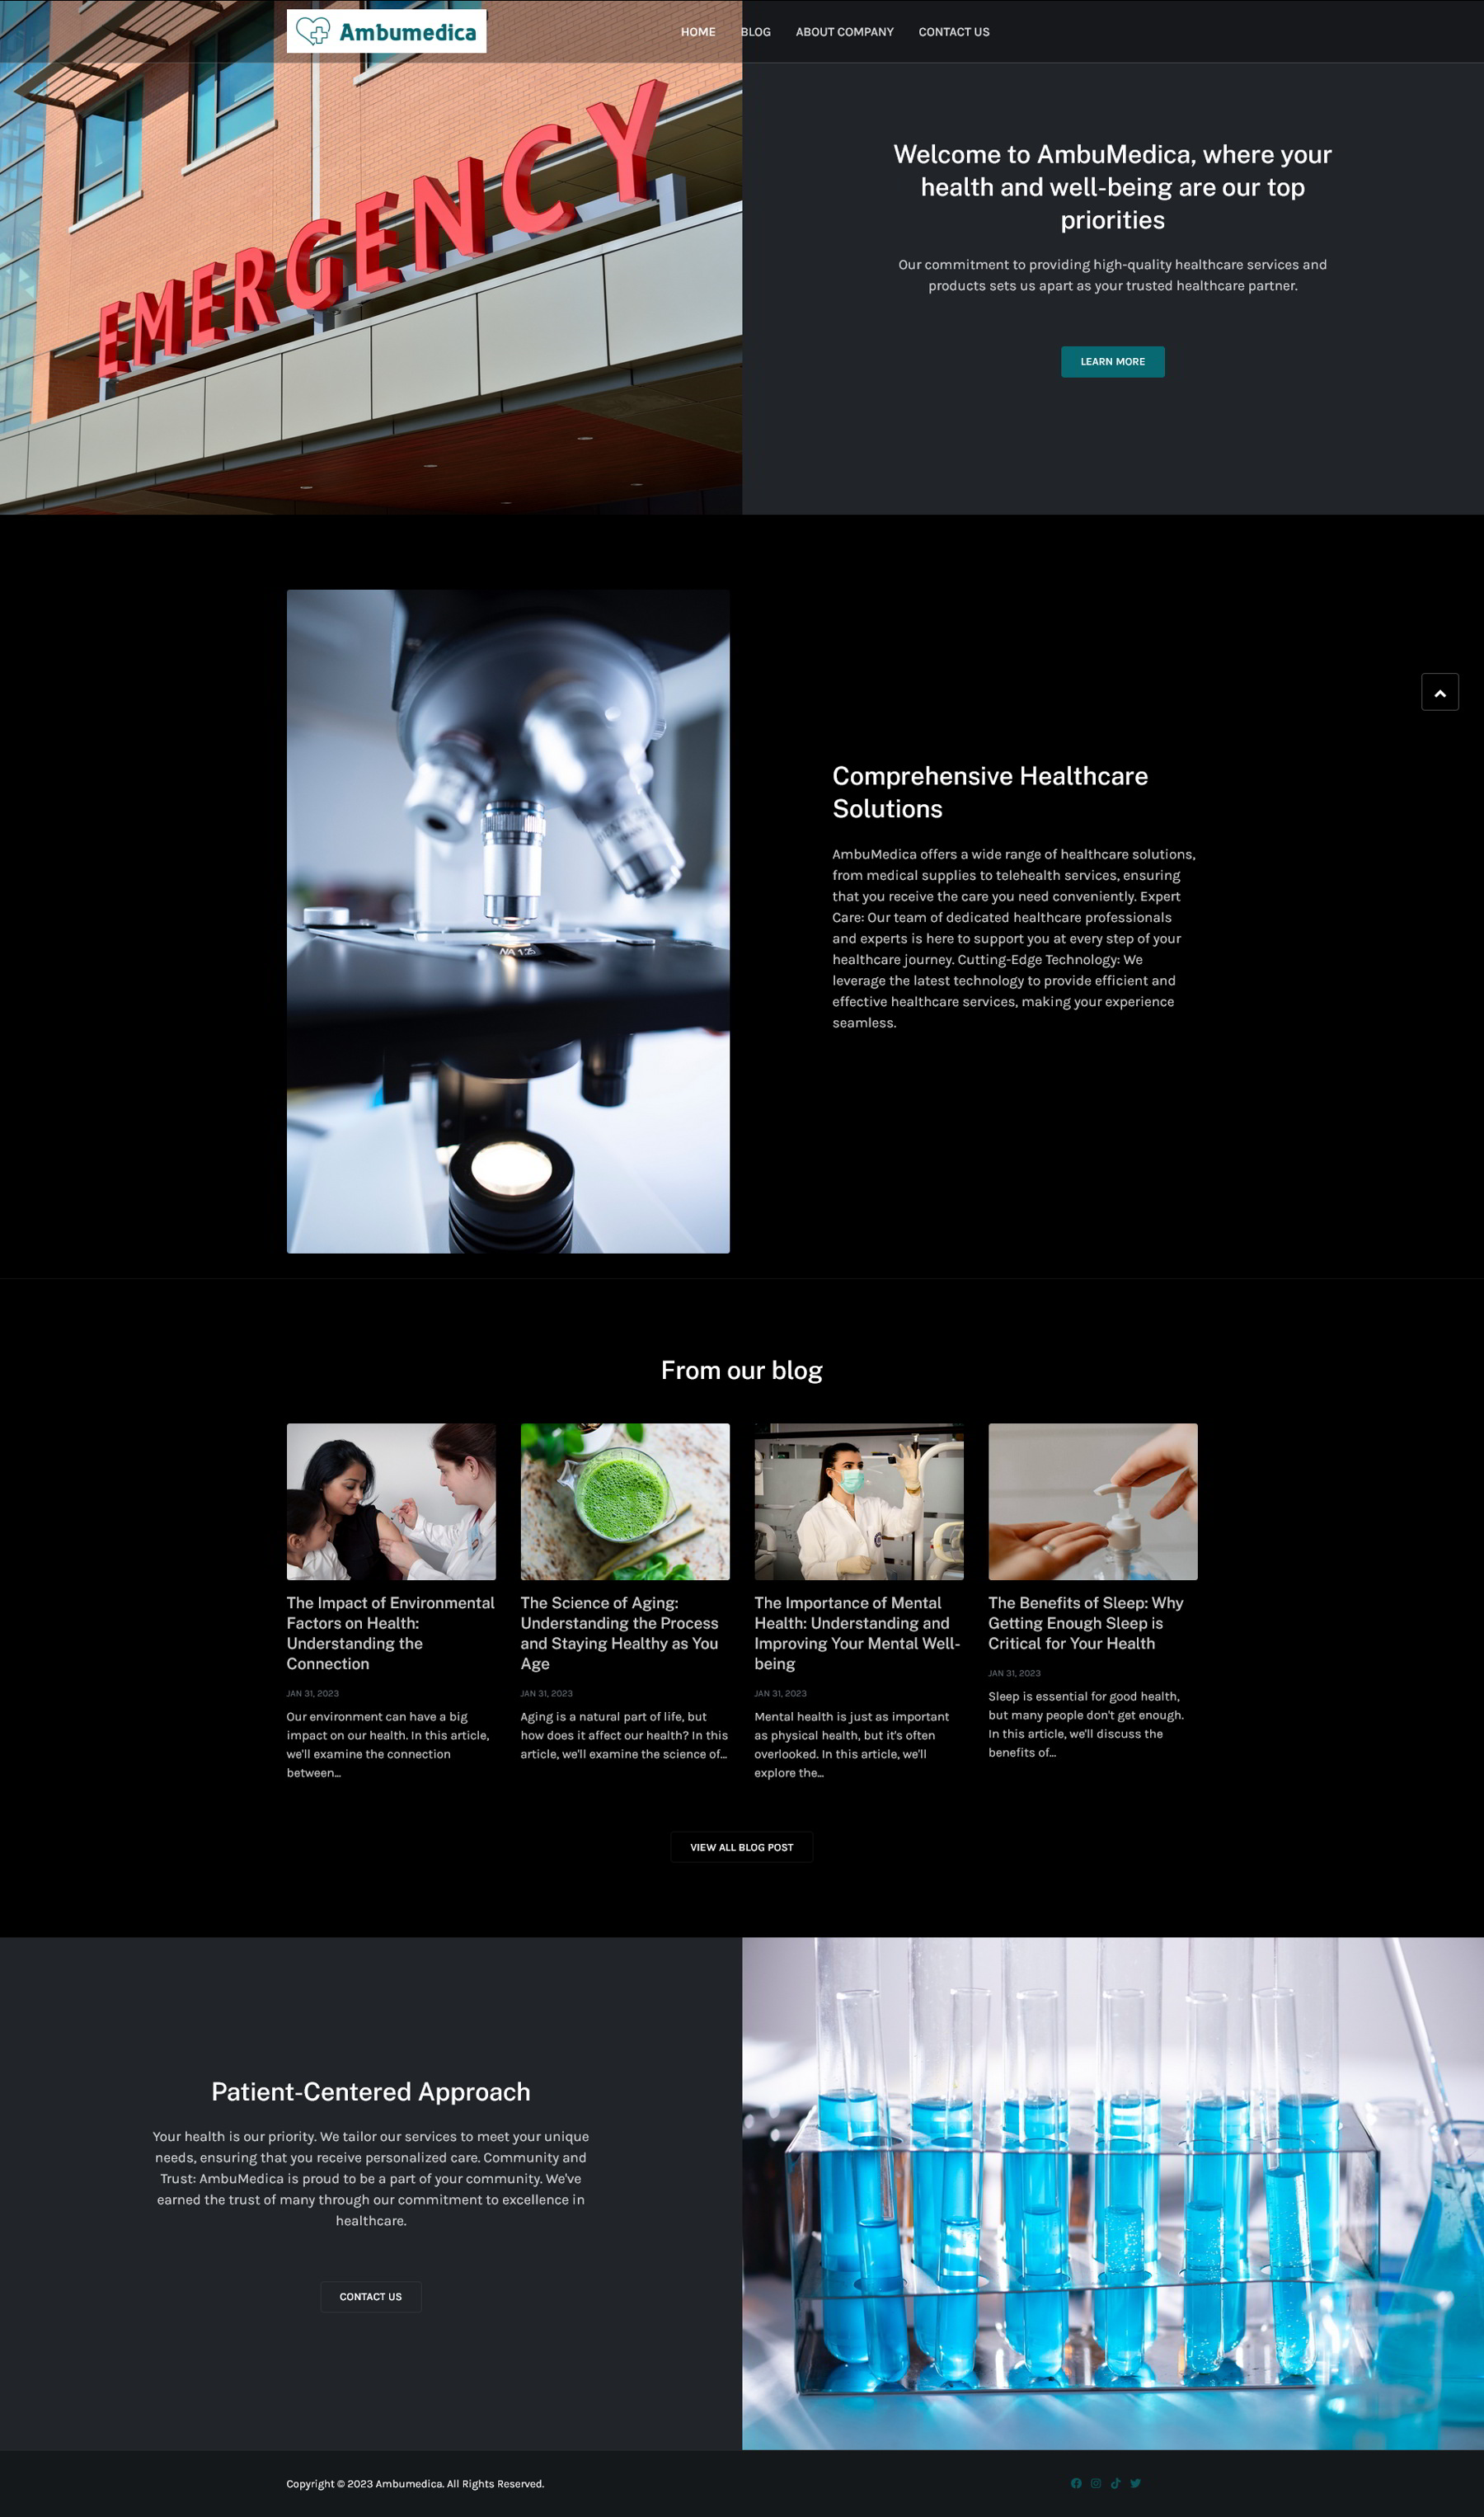 Ambumedica
HOME
BLOG
ABOUT COMPANY
CONTACT US
EMERGENCY
Welcome to AmbuMedica, where your
health and well-being are our top
priorities
Our commitment to providing high-quality healthcare services and
products sets us apart as your trusted healthcare partner.
LEARN MORE
NA 1.25
Comprehensive Healthcare
Solutions
AmbuMedica offers a wide range of healthcare solutions,
from medical supplies to telehealth services, ensuring
that you receive the care you need conveniently. Expert
Care: Our team of dedicated healthcare professionals
and experts is here to support you at every step of your
healthcare journey. Cutting-Edge Technology: We
leverage the latest technology to provide efficient and
effective healthcare services, making your experience
seamless.
From our blog
The Impact of Environmental
Factors on Health:
Understanding the
Connection
JAN 31, 2023
Our environment can have a big
impact on our health. In this article,
we'll examine the connection
between...
The Science of Aging:
Understanding the Process
and Staying Healthy as You
Age
JAN 31, 2023
Aging is a natural part of life, but
how does it affect our health? In this
article, we'll examine the science of...
The Importance of Mental
Health: Understanding and
Improving Your Mental Well-
being
JAN 31, 2023
Mental health is just as important
as physical health, but it's often
overlooked. In this article, we'll
explore the...
The Benefits of Sleep: Why
Getting Enough Sleep is
Critical for Your Health
JAN 31, 2023
Sleep is essential for good health,
but many people don't get enough.
In this article, we'll discuss the
benefits of...
VIEW ALL BLOG POST
Patient-Centered Approach
Your health is our priority. We tailor our services to meet your unique
needs, ensuring that you receive personalized care. Community and
Trust: AmbuMedica is proud to be a part of your community. We've
earned the trust of many through our commitment to excellence in
healthcare.
CONTACT US
Copyright © 2023 Ambumedica. All Rights Reserved.